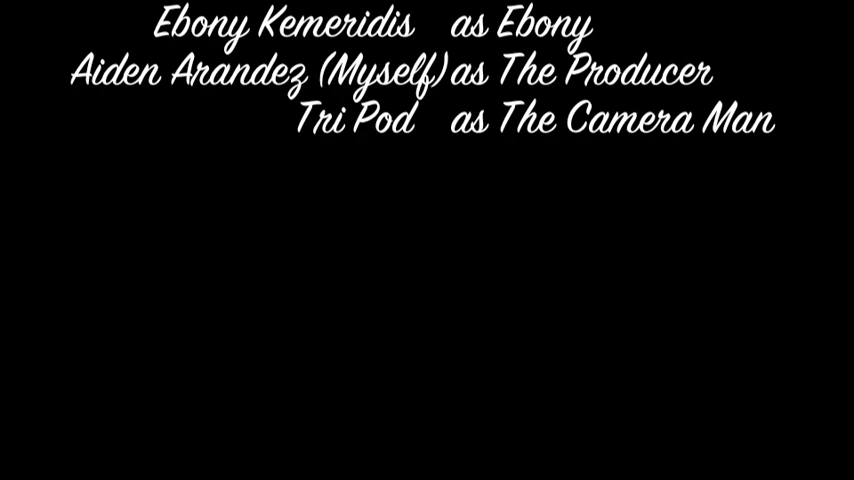 Ebony Kemeridis as Ebony
Aiden Arandez (Myself) as The Producer
Tri Pod as The Camera Man